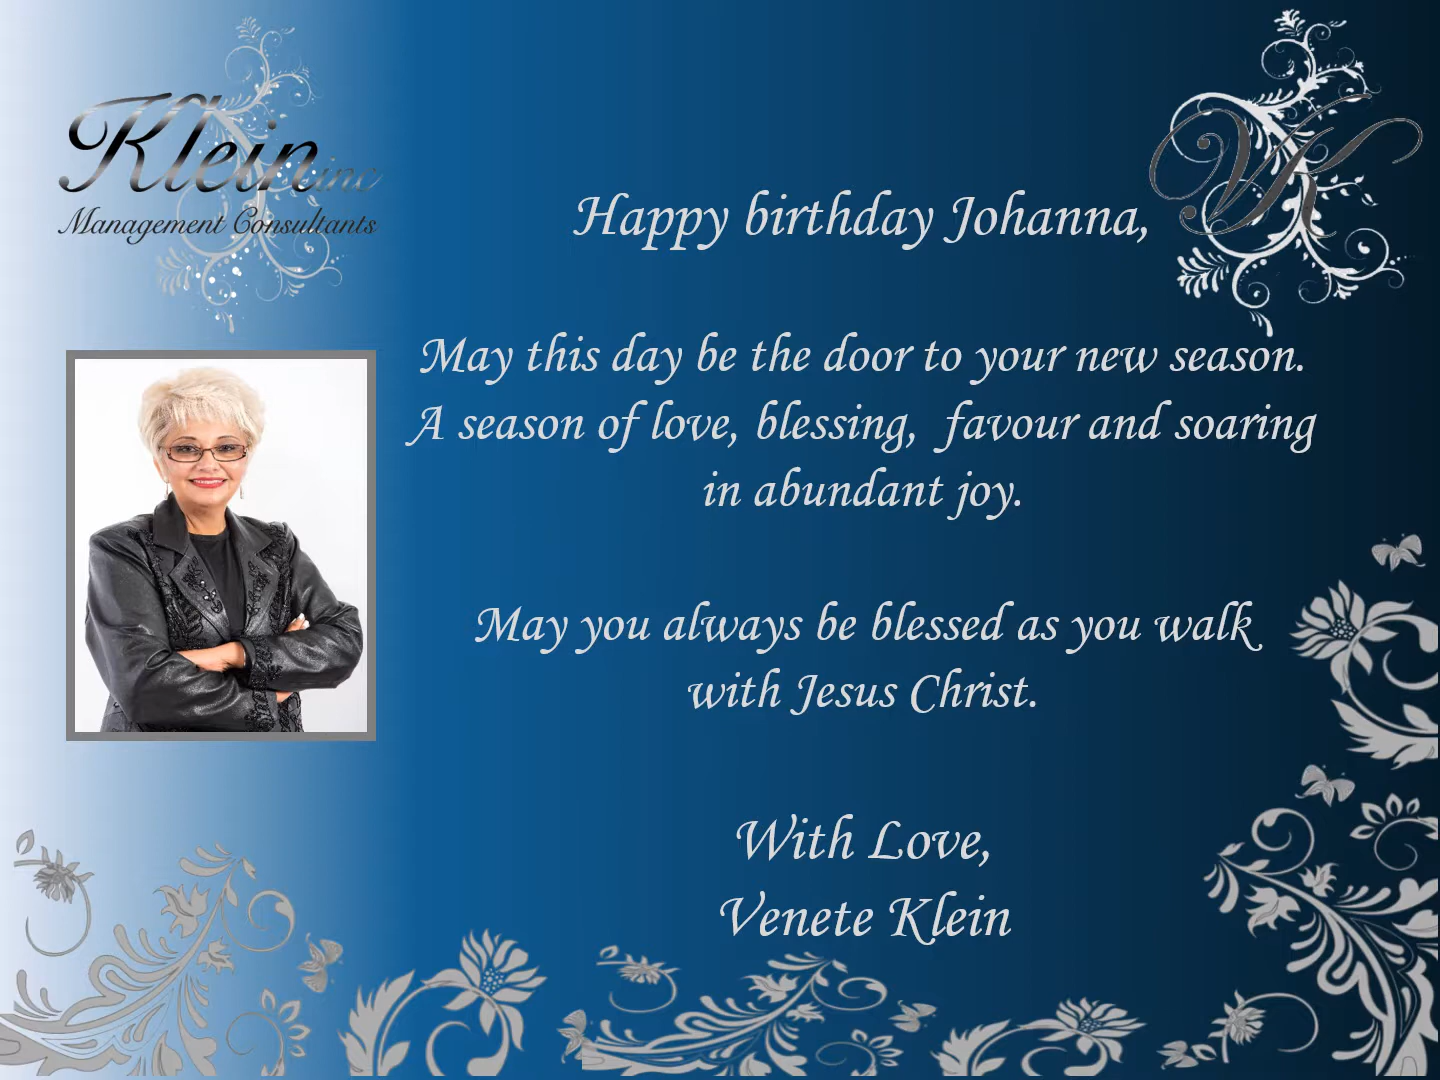 Klein inc
Management Consultants
VK
Happy birthday Johanna,
May this day be the door to your new season.
A season of love, blessing, favour and soaring
in abundant joy.
May you always be blessed as you walk
with Jesus Christ.
With Love,
Venete Klein